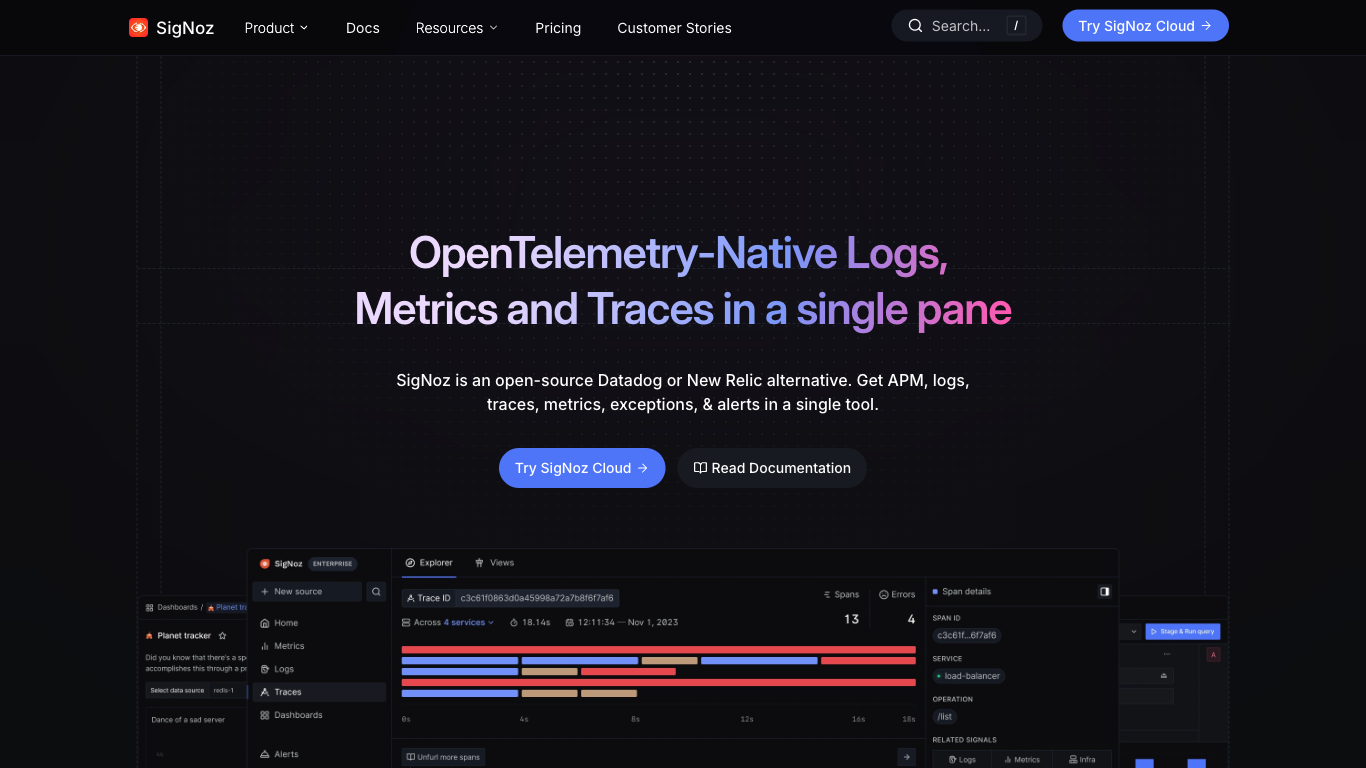 SigNoz
Product
Docs
Resources
Pricing
Customer Stories
Search...
/
Try SigNoz Cloud
OpenTelemetry-Native Logs,
Metrics and Traces in a single pane
SigNoz is an open-source Datadog or New Relic alternative. Get APM, logs,
traces, metrics, exceptions, & alerts in a single tool.
Try SigNoz Cloud
Read Documentation
Dashboards /
Planet tracker
Did you know that there's a
accomplishes this through a
Select data source
redis-1
Dance of a sad server
SigNoz
ENTERPRISE
New source
Home
Metrics
Logs
Traces
Dashboards
Alerts
Explorer
Views
Trace ID
c3c61f0863d0a45998a72a7b8f6f7af6
Spans
13
Errors
4
Across 4 services
18.14s
12:11:34 — Nov 1, 2023
0s
4s
8s
12s
16s
18s
Unfurl more spans
Span details
SPAN ID
c3c61f...6f7af6
SERVICE
load-balancer
OPERATION
/list
RELATED SIGNALS
Logs
Metrics
Infra
Stage & Run query
A